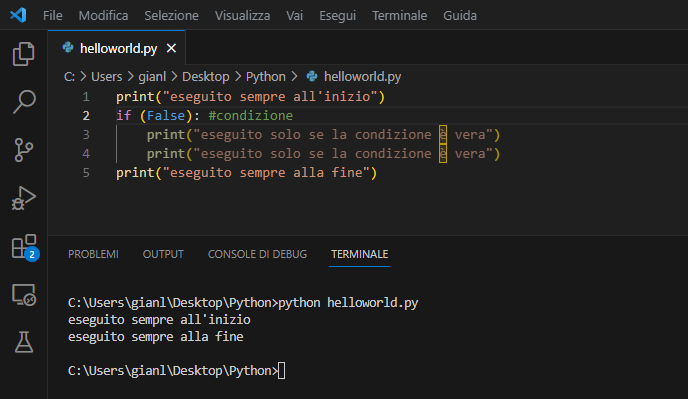 File Modifica Selezione Visualizza Vai Esegui Terminale Guida
helloworld.py
C: > Users > gianl > Desktop > Python > helloworld.py
1 print("eseguito sempre all'inizio")
2 if (False): #condizione
3 print("eseguito solo se la condizione è vera")
4 print("eseguito solo se la condizione è vera")
5 print("eseguito sempre alla fine")
2
PROBLEMI OUTPUT CONSOLE DI DEBUG TERMINALE
C:\Users\gianl\Desktop\Python>python helloworld.py
eseguito sempre all'inizio
eseguito sempre alla fine
C:\Users\gianl\Desktop\Python>